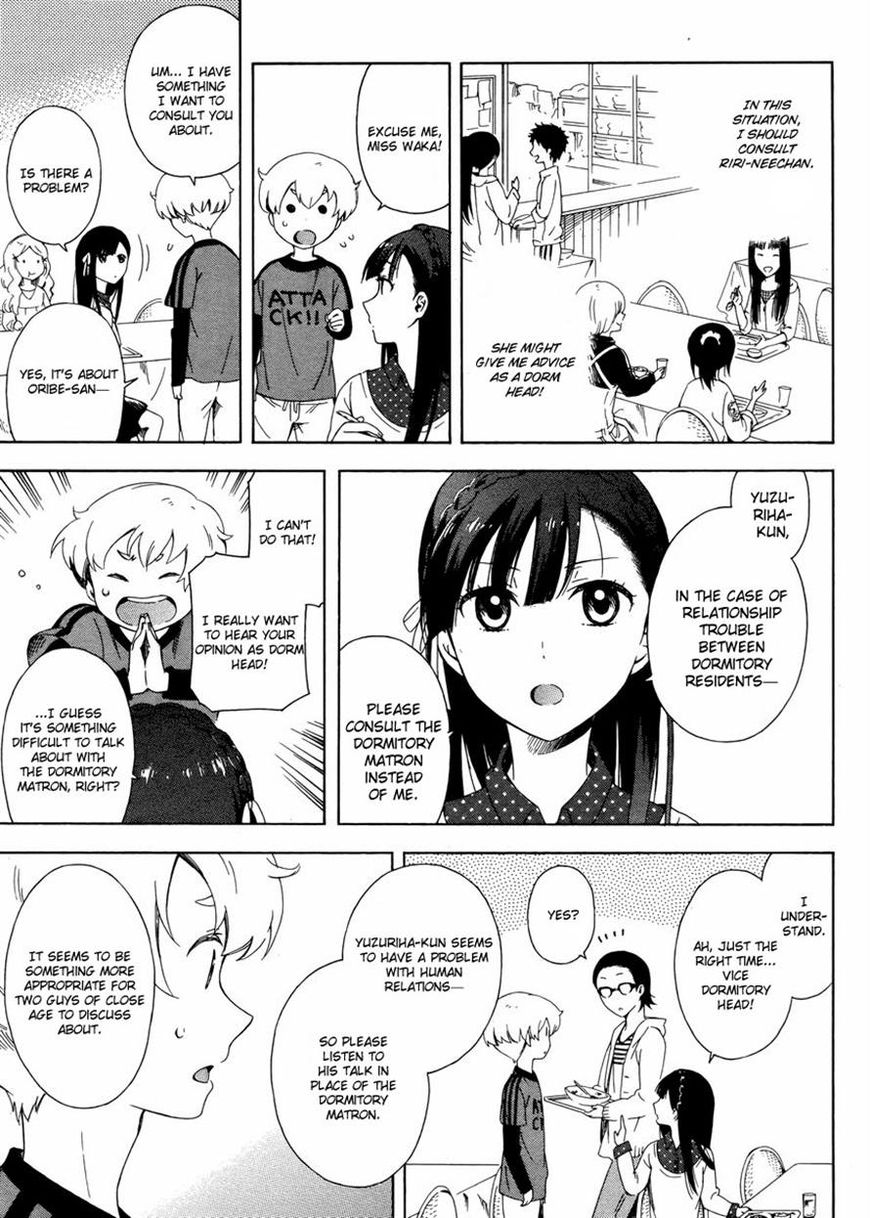 IN THIS
SITUATION,
I SHOULD
CONSULT
RIRI-NEECHAN.
SHE MIGHT
GIVE ME ADVICE
AS A DORM
HEAD!
EXCUSE ME,
MISS WAKA!
ATTA
CK!!
UM... I HAVE
SOMETHING
I WANT TO
CONSULT YOU
ABOUT.
IS THERE A
PROBLEM?
YES, IT'S ABOUT
ORIBE-SAN—
YUZU-
RIHA-
KUN,
IN THE CASE OF
RELATIONSHIP
TROUBLE
BETWEEN
DORMITORY
RESIDENTS—
PLEASE
CONSULT THE
DORMITORY
MATRON
INSTEAD
OF ME.
I CAN'T
DO THAT!
I REALLY WANT
TO HEAR YOUR
OPINION AS DORM
HEAD!
...I GUESS
IT'S SOMETHING
DIFFICULT TO TALK
ABOUT WITH
THE DORMITORY
MATRON, RIGHT?
I
UNDER-
STAND.
AH, JUST THE
RIGHT TIME...
VICE
DORMITORY
HEAD!
YES?
ATTA
CK
YUZURIHA-KUN SEEMS
TO HAVE A PROBLEM
WITH HUMAN
RELATIONS—
SO PLEASE
LISTEN TO
HIS TALK IN
PLACE OF THE
DORMITORY
MATRON.
IT SEEMS TO BE
SOMETHING MORE
APPROPRIATE FOR
TWO GUYS OF CLOSE
AGE TO DISCUSS
ABOUT.